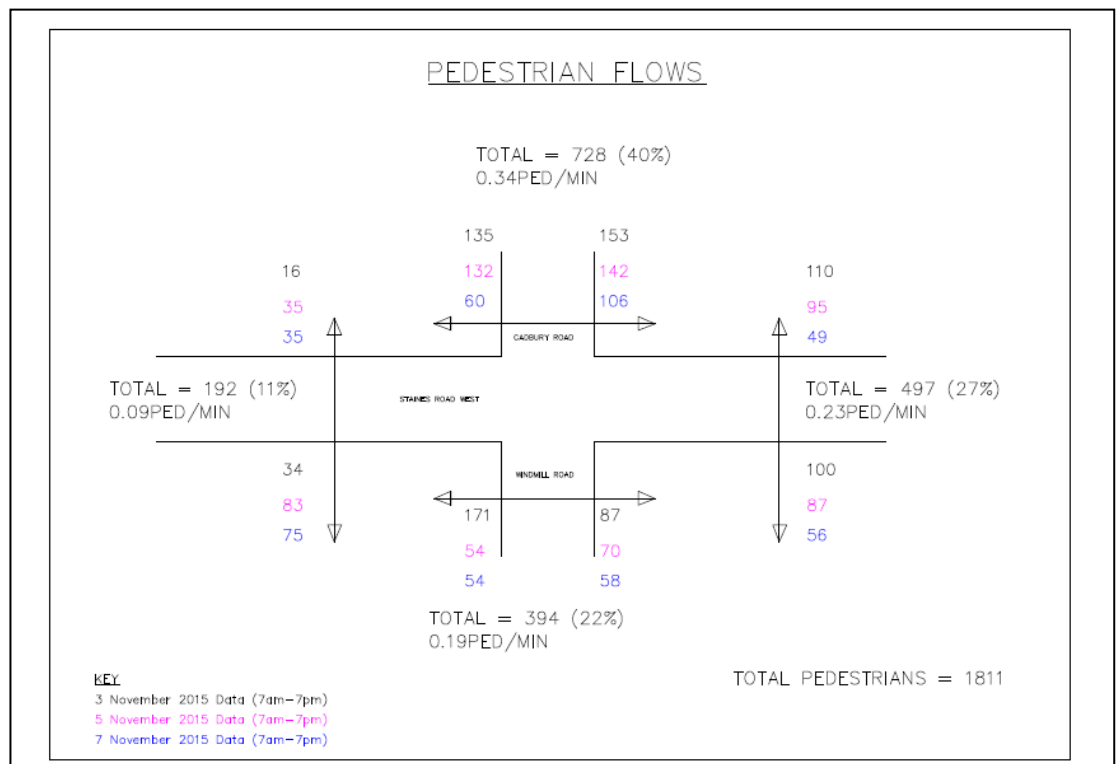 PEDESTRIAN FLOWS
TOTAL = 728 (40%)
0.34PED/MIN
135
153
16
132
142
110
35
60
106
95
35
CADBURY ROAD
49
TOTAL = 192 (11%)
0.09PED/MIN
STAINES ROAD WEST
TOTAL = 497 (27%)
0.23PED/MIN
34
WINDMILL ROAD
100
83
171
87
87
75
54
70
56
54
58
TOTAL = 394 (22%)
0.19PED/MIN
KEY
3 November 2015 Data (7am-7pm)
5 November 2015 Data (7am-7pm)
7 November 2015 Data (7am-7pm)
TOTAL PEDESTRIANS = 1811